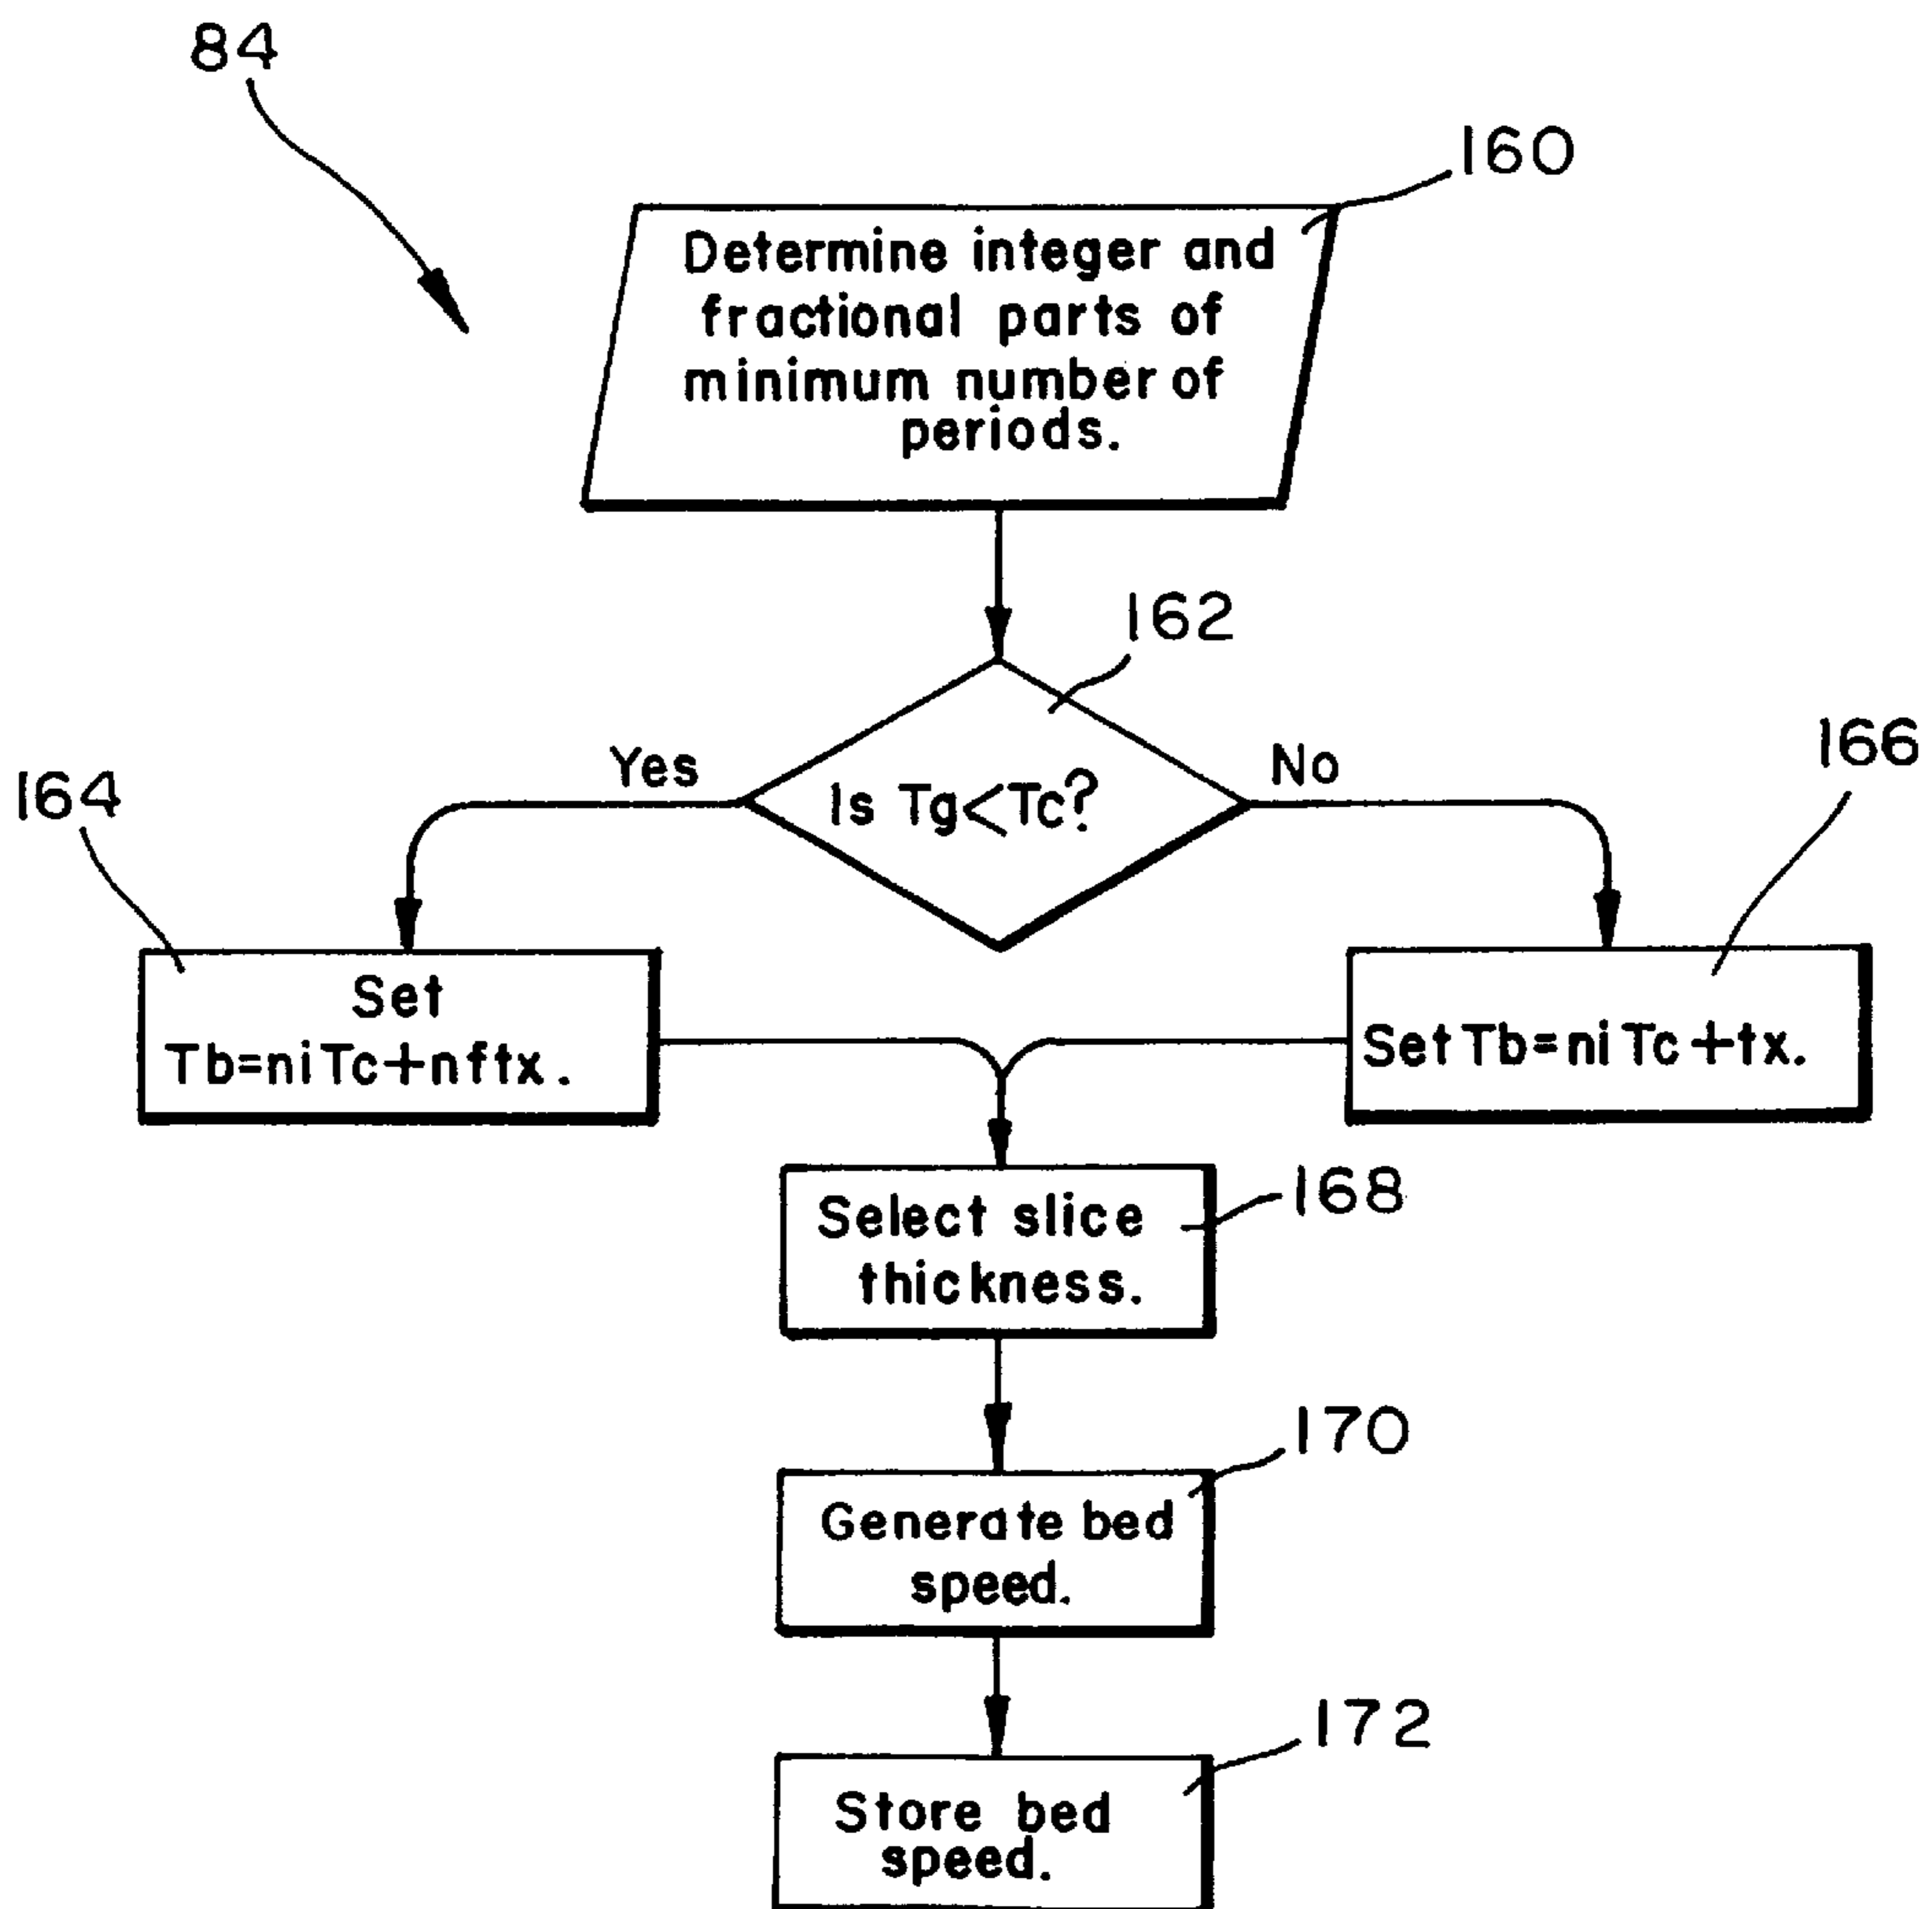 84
160
Determine integer and
fractional parts of
minimum number of
periods.
162
Yes
No
166
164
Is Tg<Tc?
Set
Tb=niTc+nftx.
Set Tb=niTc+tx.
168
Select slice
thickness.
170
Generate bed
speed.
172
Store bed
speed.